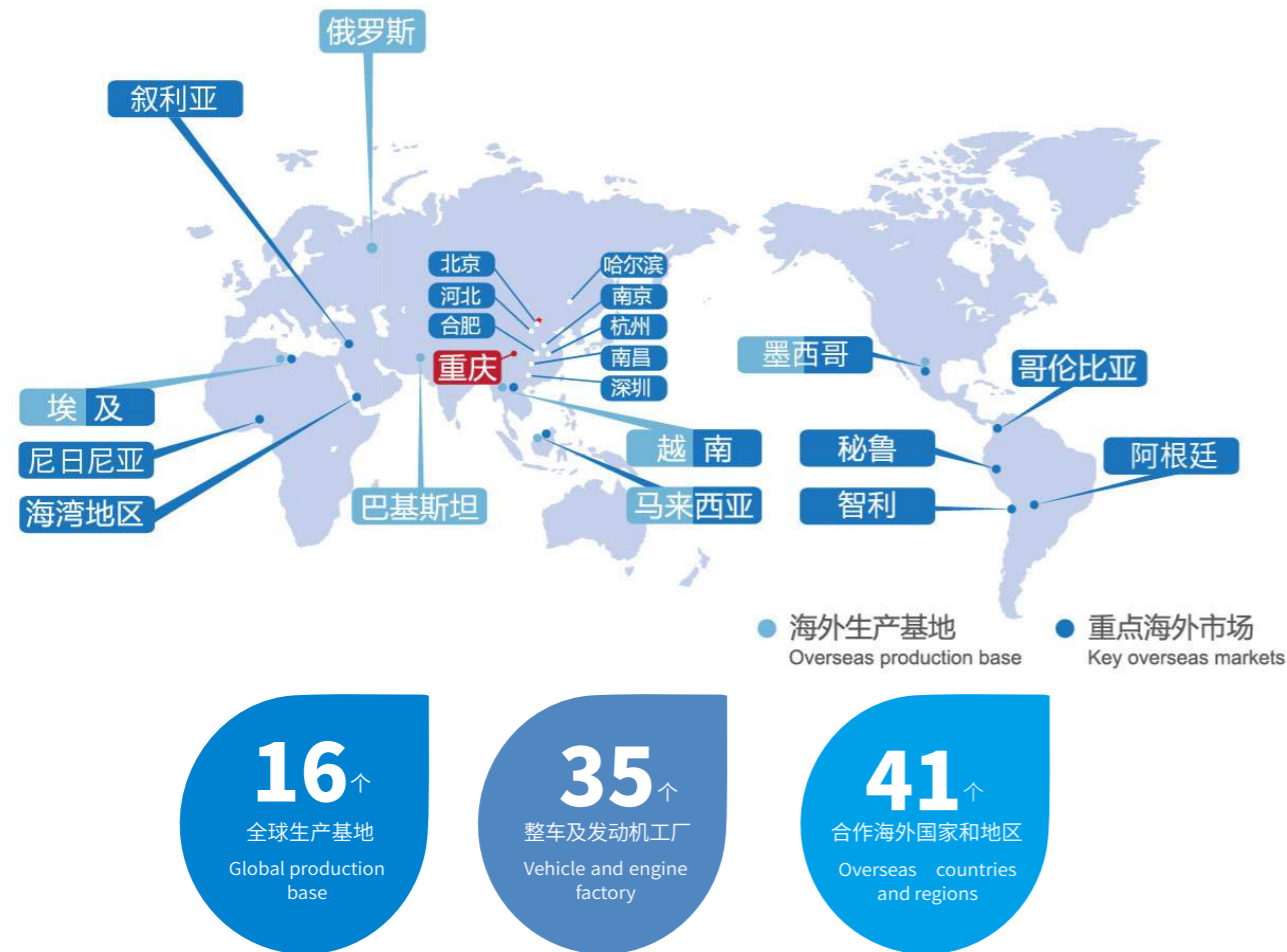 俄罗斯
叙利亚
北京
哈尔滨
河北
南京
合肥
杭州
重庆
南昌
深圳
墨西哥
哥伦比亚
埃 及
尼日尼亚
海湾地区
巴基斯坦
越 南
马来西亚
秘鲁
智利
阿根廷
海外生产基地
Overseas production base
重点海外市场
Key overseas markets
16个
全球生产基地
Global production
base
35个
整车及发动机工厂
Vehicle and engine
factory
41个
合作海外国家和地区
Overseas countries
and regions